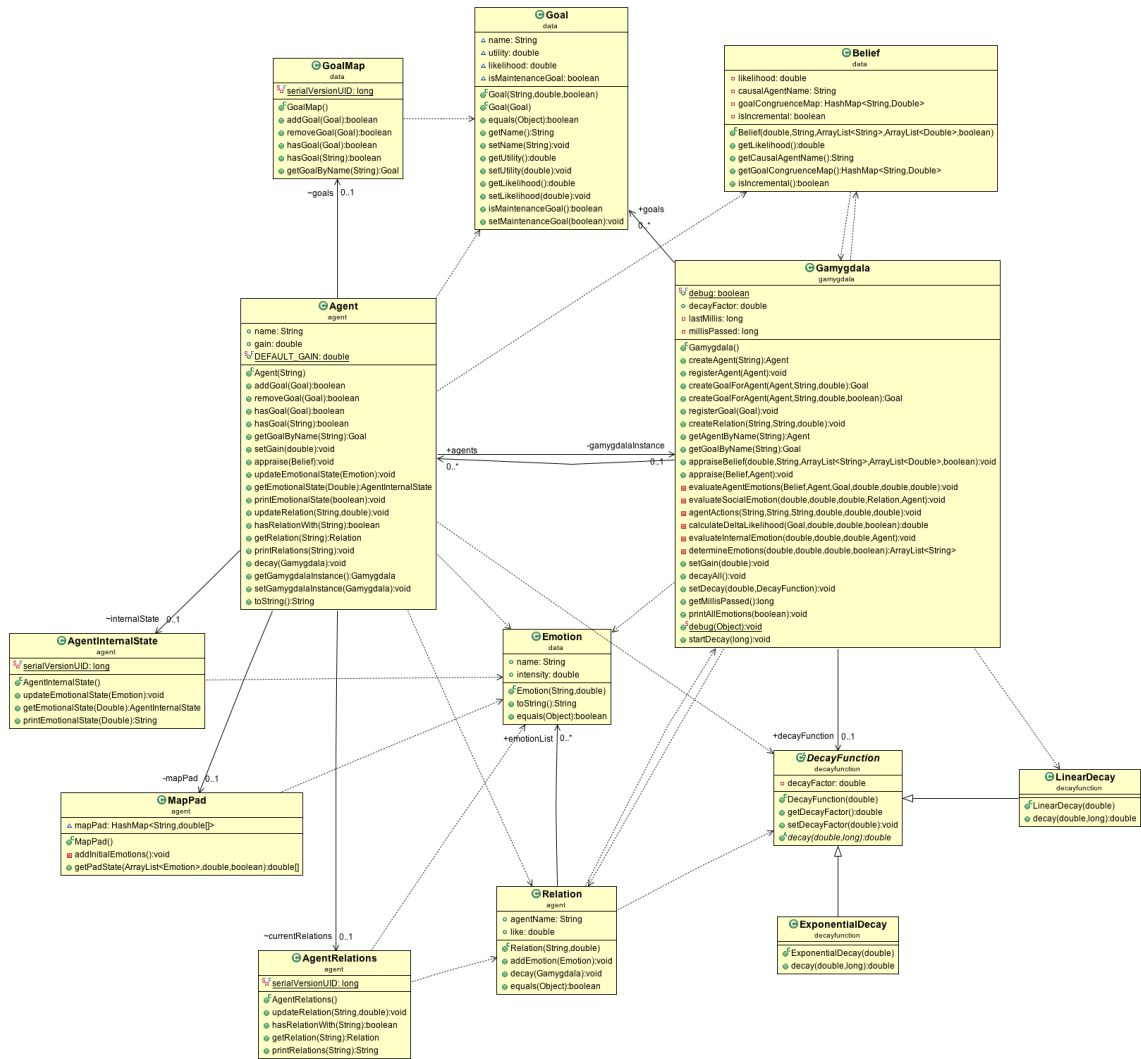 Goal
data
name: String
utility: double
likelihood: double
isMaintenanceGoal: boolean
Goal(String,double,boolean)
Goal(Goal)
equals(Object):boolean
getName():String
setName(String):void
getUtility():double
setUtility(double):void
getLikelihood():double
setLikelihood(double):void
isMaintenanceGoal():boolean
setMaintenanceGoal(boolean):void
GoalMap
data
serialVersionUID: long
GoalMap()
addGoal(Goal):boolean
removeGoal(Goal):boolean
hasGoal(Goal):boolean
hasGoal(String):boolean
getGoalByName(String):Goal
Belief
data
likelihood: double
causalAgentName: String
goalCongruenceMap: HashMap<String,Double>
isIncremental: boolean
Belief(double,String,ArrayList<String>,ArrayList<Double>,boolean)
getLikelihood():double
getCausalAgentName():String
getGoalCongruenceMap():HashMap<String,Double>
isIncremental():boolean
~goals 0..1
+goals
0..*
Agent
agent
name: String
gain: double
DEFAULT_GAIN: double
Agent(String)
addGoal(Goal):boolean
removeGoal(Goal):boolean
hasGoal(Goal):boolean
hasGoal(String):boolean
getGoalByName(String):Goal
setGain(double):void
appraise(Belief):void
updateEmotionalState(Emotion):void
getEmotionalState(Double):AgentInternalState
printEmotionalState(boolean):void
updateRelation(String,double):void
hasRelationWith(String):boolean
getRelation(String):Relation
printRelations(String):void
decay(Gamygdala):void
getGamygdalaInstance():Gamygdala
setGamygdalaInstance(Gamygdala):void
toString():String
+agents
0..*
-gamygdalaInstance
0..1
Gamygdala
gamygdala
debug: boolean
decayFactor: double
lastMillis: long
millisPassed: long
Gamygdala()
createAgent(String):Agent
registerAgent(Agent):void
createGoalForAgent(Agent,String,double):Goal
createGoalForAgent(Agent,String,double,boolean):Goal
registerGoal(Goal):void
createRelation(String,String,double):void
getAgentByName(String):Agent
getGoalByName(String):Goal
appraiseBelief(double,String,ArrayList<String>,ArrayList<Double>,boolean):void
appraise(Belief,Agent):void
evaluateAgentEmotions(Belief,Agent,Goal,double,double,double):void
evaluateSocialEmotion(double,double,double,Relation,Agent):void
agentActions(String,String,String,double,double,double):void
calculateDeltaLikelihood(Goal,double,double,boolean):double
evaluateInternalEmotion(double,double,double,Agent):void
determineEmotions(double,double,double,boolean):ArrayList<String>
setGain(double):void
decayAll():void
setDecay(double,DecayFunction):void
getMillisPassed():long
printAllEmotions(boolean):void
debug(Object):void
startDecay(long):void
~internalState 0..1
AgentInternalState
agent
serialVersionUID: long
AgentInternalState()
updateEmotionalState(Emotion):void
getEmotionalState(Double):AgentInternalState
printEmotionalState(Double):String
Emotion
data
name: String
intensity: double
Emotion(String,double)
toString():String
equals(Object):boolean
+emotionList 0..*
+decayFunction 0..1
-mapPad 0..1
MapPad
agent
mapPad: HashMap<String,double[]>
MapPad()
addInitialEmotions():void
getPadState(ArrayList<Emotion>,double,boolean):double[]
DecayFunction
decayfunction
decayFactor: double
DecayFunction(double)
getDecayFactor():double
setDecayFactor(double):void
decay(double,long):double
LinearDecay
decayfunction
LinearDecay(double)
decay(double,long):double
~currentRelations 0..1
AgentRelations
agent
serialVersionUID: long
AgentRelations()
updateRelation(String,double):void
hasRelationWith(String):boolean
getRelation(String):Relation
printRelations(String):String
Relation
agent
agentName: String
like: double
Relation(String,double)
addEmotion(Emotion):void
decay(Gamygdala):void
equals(Object):boolean
ExponentialDecay
decayfunction
ExponentialDecay(double)
decay(double,long):double